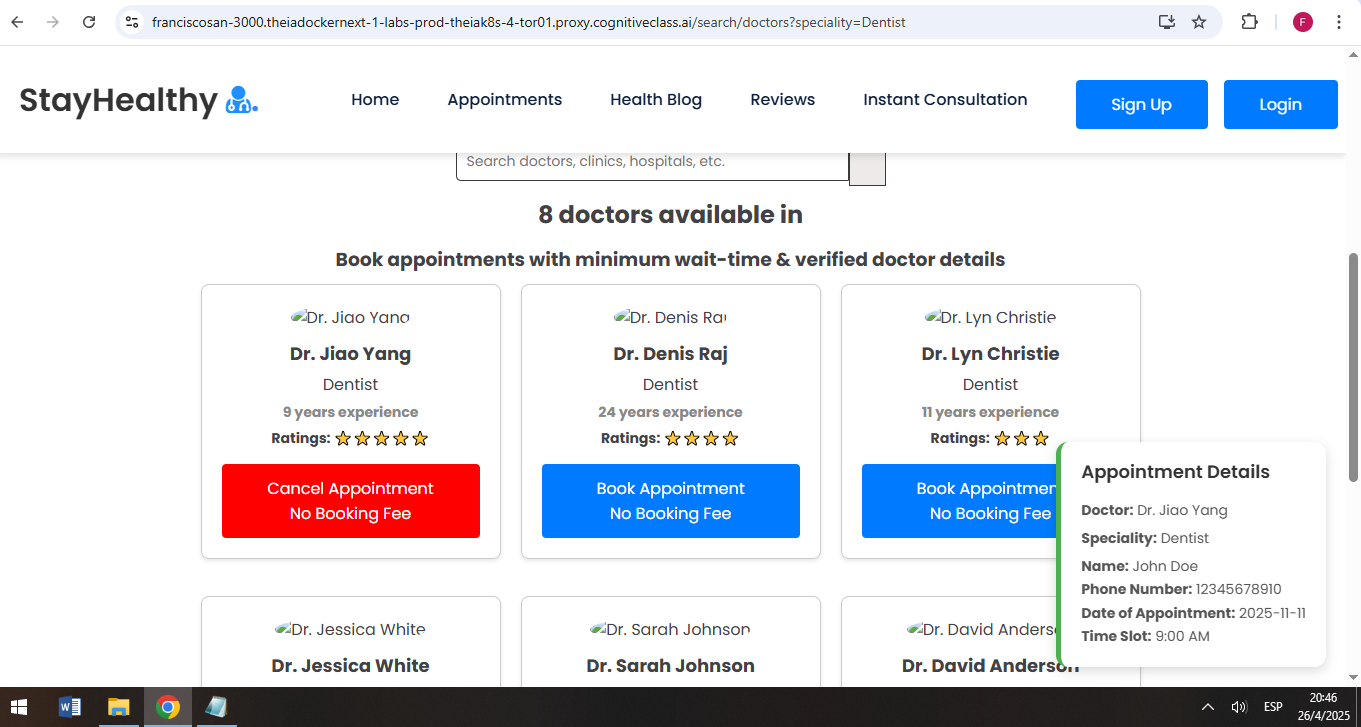 franciscosan-3000.theiadockernext-1-labs-prod-theiak8s-4-tor01.proxy.cognitiveclass.ai/search/doctors?speciality=Dentist
F
StayHealthy
Home
Appointments
Health Blog
Reviews
Instant Consultation
Sign Up
Login
Search doctors, clinics, hospitals, etc.
8 doctors available in
Book appointments with minimum wait-time & verified doctor details
Dr. Jiao Yang
Dr. Jiao Yang
Dentist
9 years experience
Ratings:
Cancel Appointment
No Booking Fee
Dr. Denis Raj
Dr. Denis Raj
Dentist
24 years experience
Ratings:
Book Appointment
No Booking Fee
Dr. Lyn Christie
Dr. Lyn Christie
Dentist
11 years experience
Ratings:
Book Appointmen
No Booking Fee
Dr. Jessica White
Dr. Jessica White
Dr. Sarah Johnson
Dr. Sarah Johnson
Dr. David Anderso
Dr. David Anderson
Appointment Details
Doctor: Dr. Jiao Yang
Speciality: Dentist
Name: John Doe
Phone Number: 12345678910
Date of Appointment: 2025-11-11
Time Slot: 9:00 AM
ESP
20:46
26/4/2025